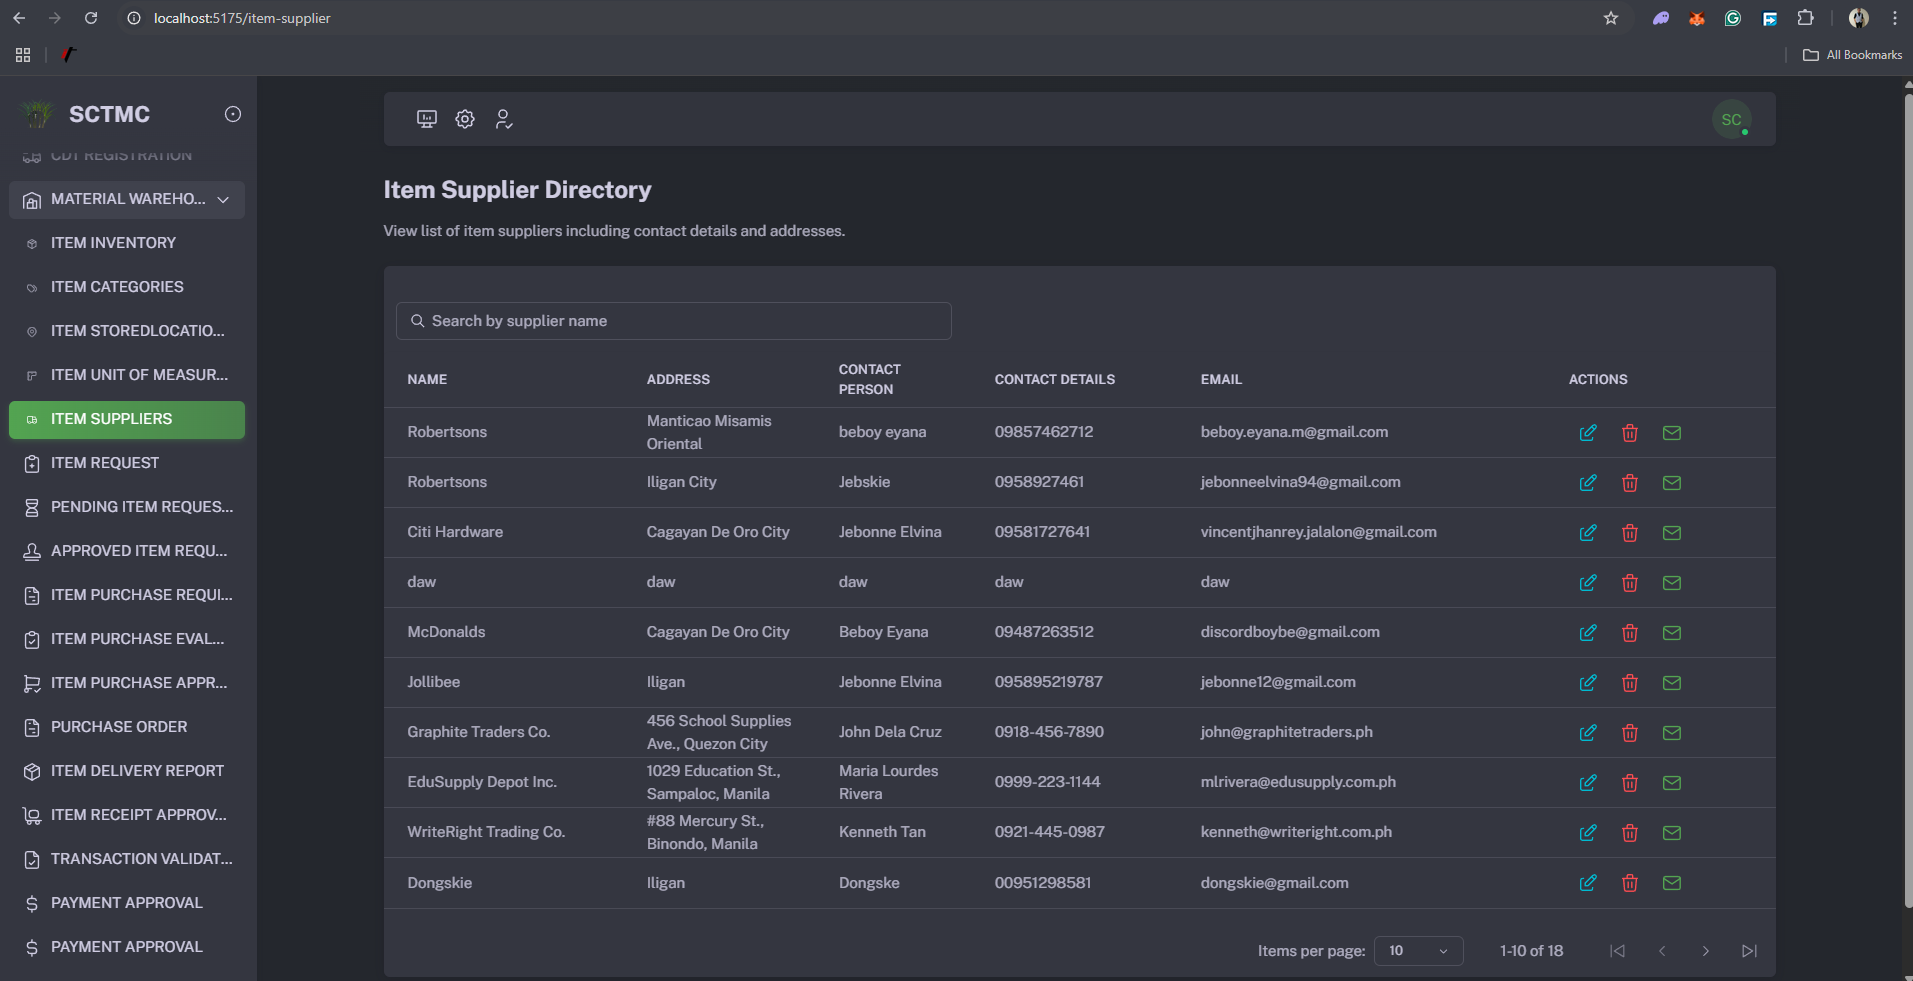 localhost:5175/item-supplier
All Bookmarks
SCTMC
CDT REGISTRATION
MATERIAL WAREHO...
ITEM INVENTORY
ITEM CATEGORIES
ITEM STOREDLOCATIO...
ITEM UNIT OF MEASUR...
ITEM SUPPLIERS
ITEM REQUEST
PENDING ITEM REQUES...
APPROVED ITEM REQU...
ITEM PURCHASE REQUI...
ITEM PURCHASE EVAL...
ITEM PURCHASE APPR...
PURCHASE ORDER
ITEM DELIVERY REPORT
ITEM RECEIPT APPROV...
TRANSACTION VALIDAT...
PAYMENT APPROVAL
PAYMENT APPROVAL
SC
Item Supplier Directory
View list of item suppliers including contact details and addresses.
Search by supplier name
NAME ADDRESS CONTACT PERSON CONTACT DETAILS EMAIL ACTIONS
Robertsons Manticao Misamis Oriental beboy eyana 09857462712 beboy.eyana.m@gmail.com
Robertsons Iligan City Jebskie 0958927461 jebonneelvina94@gmail.com
Citi Hardware Cagayan De Oro City Jebonne Elvina 09581727641 vincentjhanrey.jalalon@gmail.com
daw daw daw daw daw
McDonalds Cagayan De Oro City Beboy Eyana 09487263512 discordboybe@gmail.com
Jollibee Iligan Jebonne Elvina 095895219787 jebonne12@gmail.com
Graphite Traders Co. 456 School Supplies Ave., Quezon City John Dela Cruz 0918-456-7890 john@graphitetraders.ph
EduSupply Depot Inc. 1029 Education St., Sampaloc, Manila Maria Lourdes Rivera 0999-223-1144 mlrivera@edusupply.com.ph
WriteRight Trading Co. #88 Mercury St., Binondo, Manila Kenneth Tan 0921-445-0987 kenneth@writeright.com.ph
Dongskie Iligan Dongske 00951298581 dongskie@gmail.com
Items per page: 10 1-10 of 18